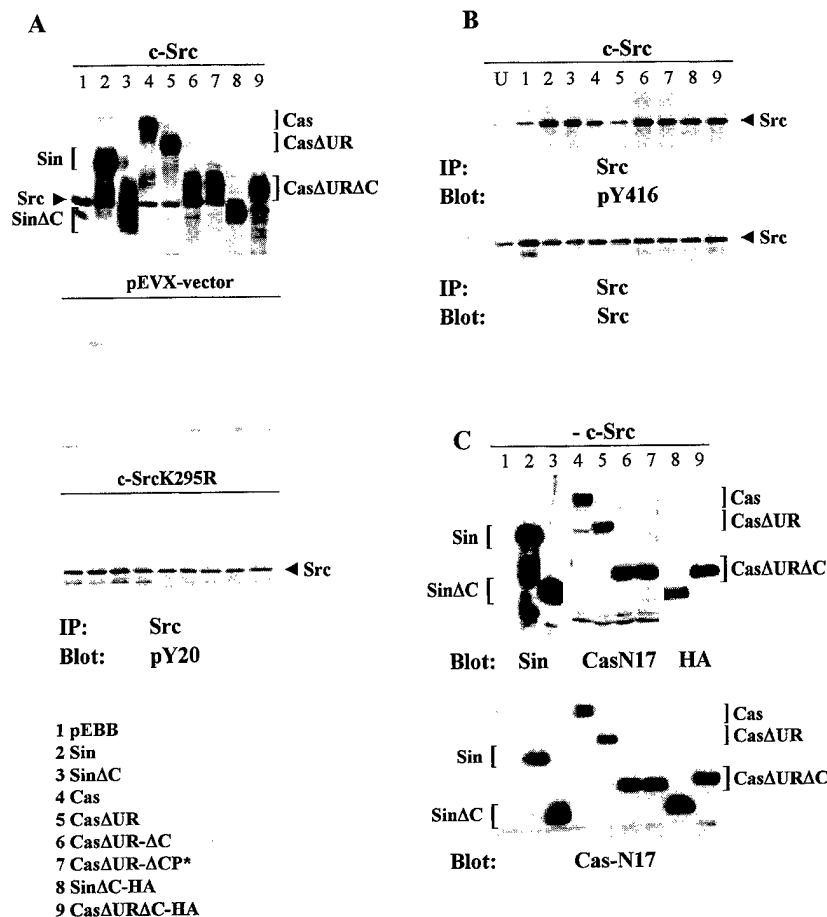 A
c-Src
1 2 3 4 5 6 7 8 9
Cas
CasΔUR
Sin
CasΔURΔC
Src
SinΔC
pEVX-vector
c-SrcK295R
Src
IP: Src
Blot: pY20
1 pEBB
2 Sin
3 SinΔC
4 Cas
5 CasΔUR
6 CasΔUR-ΔC
7 CasΔUR-ΔCP*
8 SinΔC-HA
9 CasΔURΔC-HA
B
c-Src
U 1 2 3 4 5 6 7 8 9
Src
IP: Src
Blot: pY416
Src
IP: Src
Blot: Src
C
- c-Src
1 2 3 4 5 6 7 8 9
Cas
CasΔUR
Sin
CasΔURΔC
SinΔC
Blot: Sin CasN17 HA
Cas
CasΔUR
Sin
CasΔURΔC
SinΔC
Blot: Cas-N17